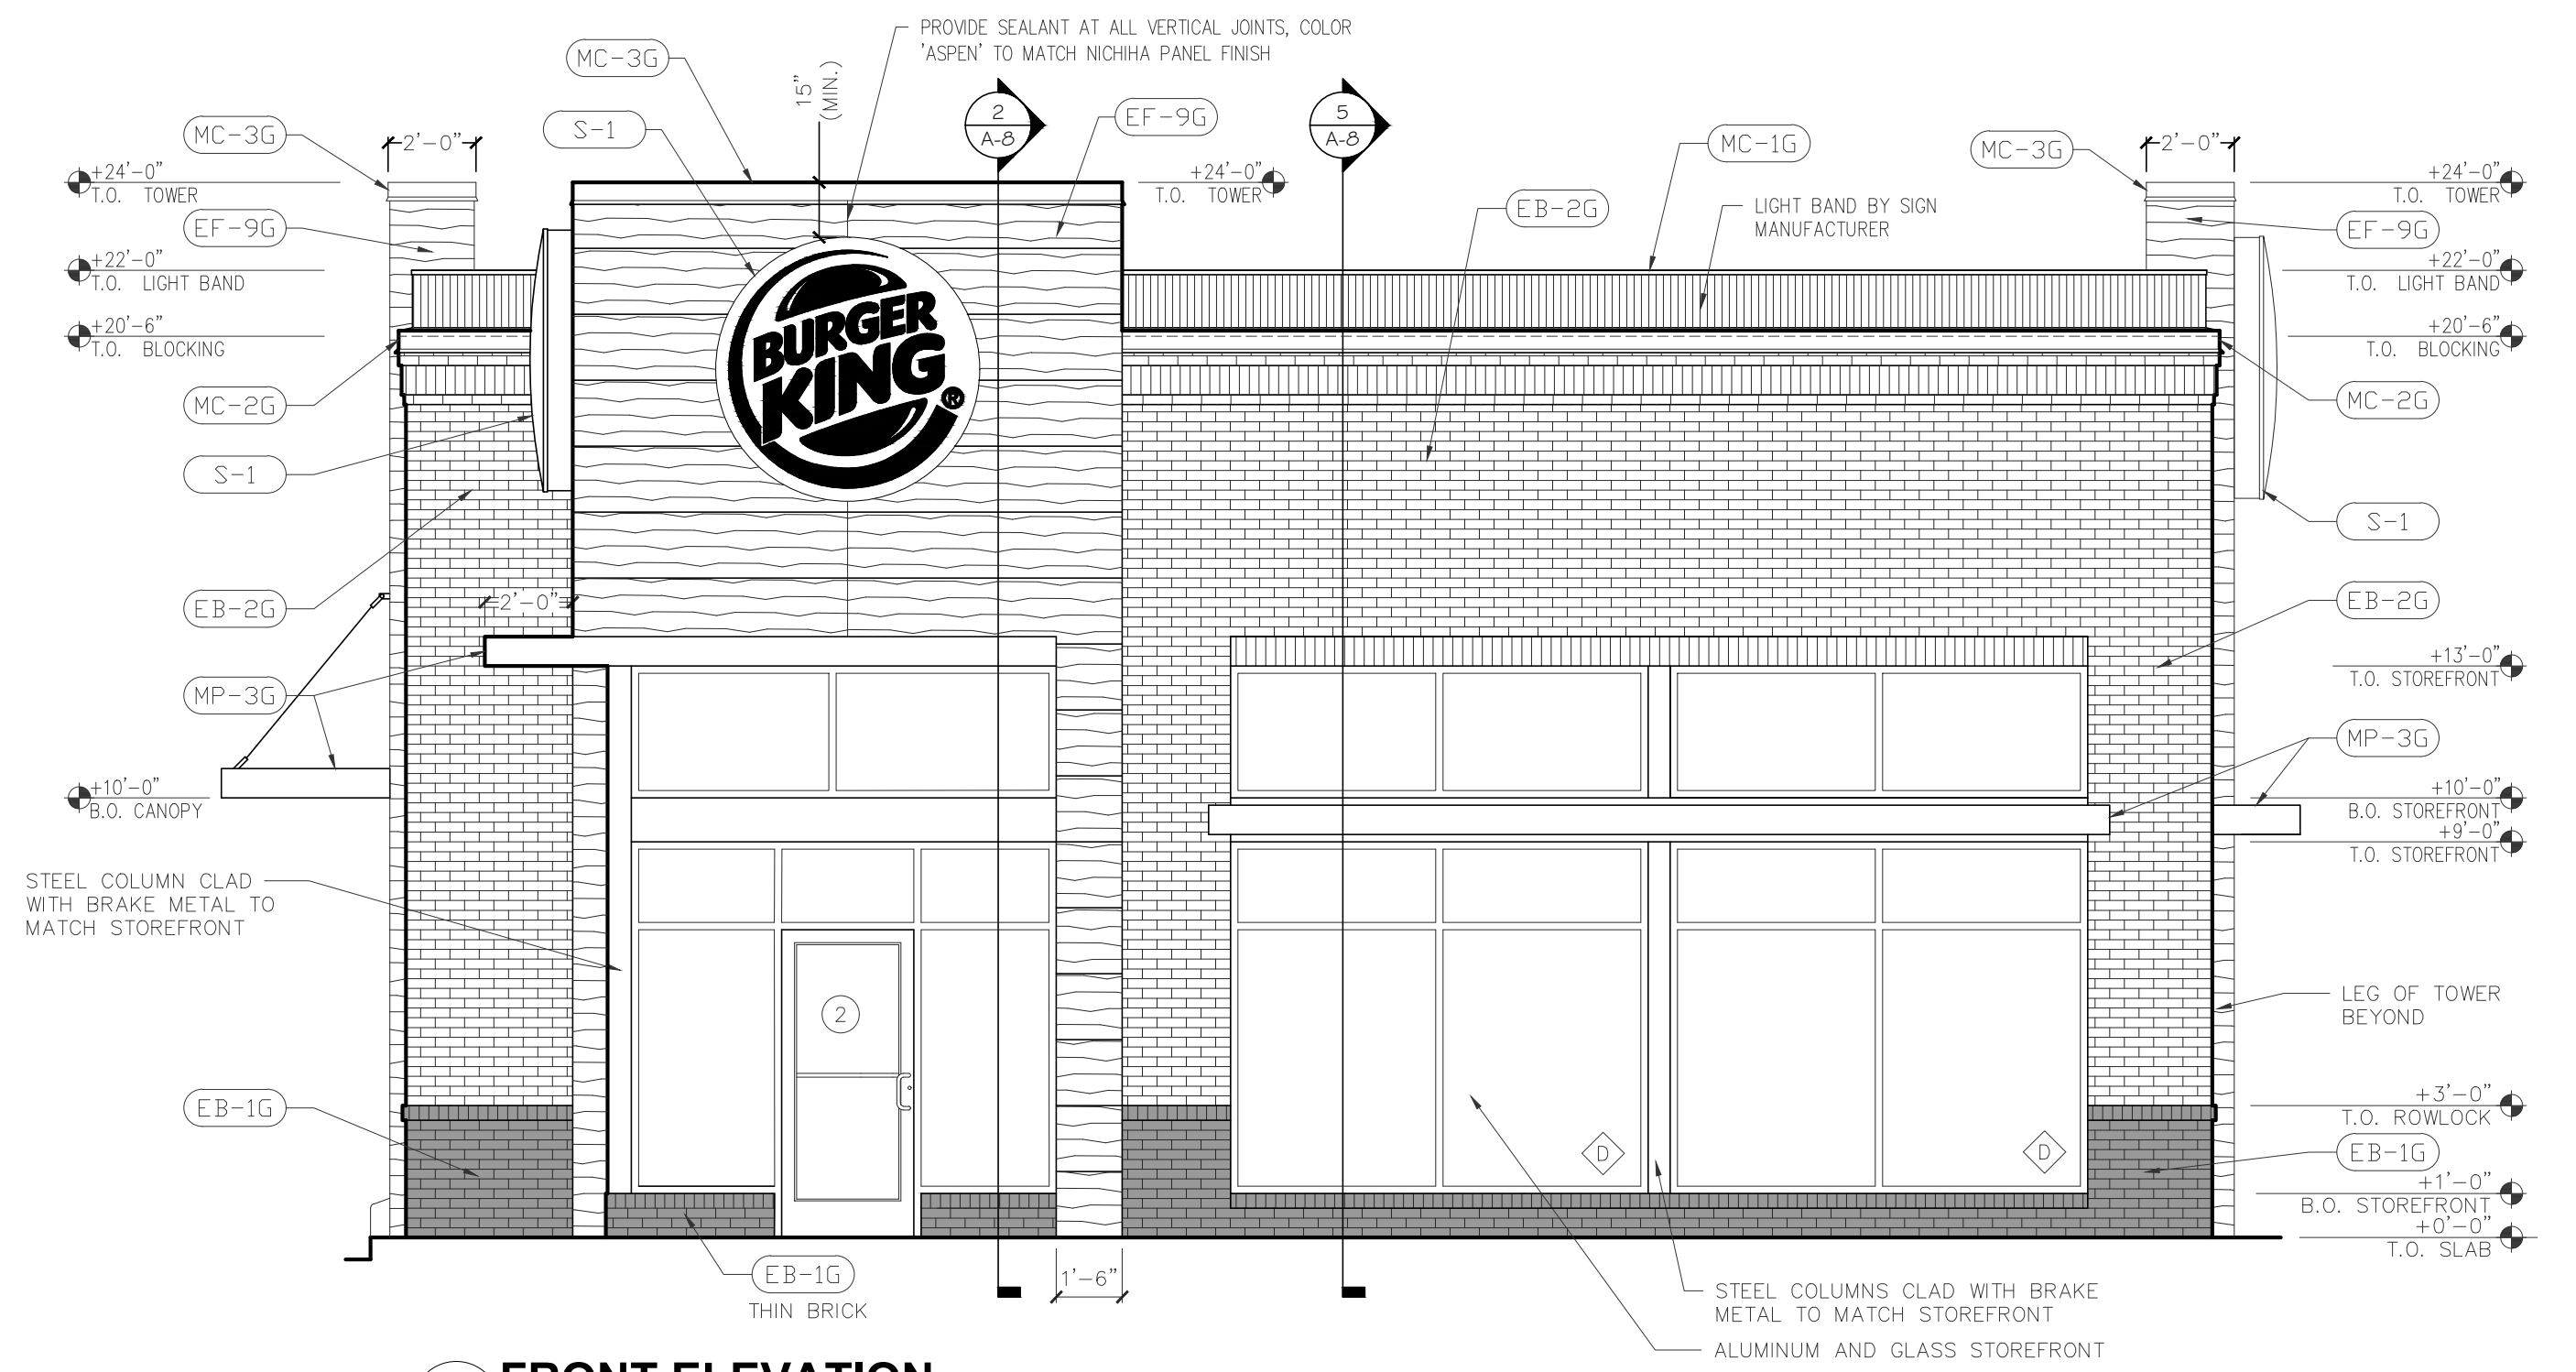 PROVIDE SEALANT AT ALL VERTICAL JOINTS, COLOR
'ASPEN' TO MATCH NICHIHA PANEL FINISH
MC-3G
15"
(MIN.)
S-1
2
A-8
5
A-8
EF-9G
MC-1G
MC-3G
2'-0"
+24'-0"
T.O. TOWER
EF-9G
+22'-0"
T.O. LIGHT BAND
+20'-6"
T.O. BLOCKING
MC-2G
S-1
EB-2G
2'-0"
MP-3G
+10'-0"
B.O. CANOPY
STEEL COLUMN CLAD
WITH BRAKE METAL TO
MATCH STOREFRONT
EB-1G
BURGER
KING
®
+24'-0"
T.O. TOWER
EB-2G
LIGHT BAND BY SIGN
MANUFACTURER
MC-3G
2'-0"
+24'-0"
T.O. TOWER
EF-9G
+22'-0"
T.O. LIGHT BAND
+20'-6"
T.O. BLOCKING
MC-2G
S-1
EB-2G
+13'-0"
T.O. STOREFRONT
MP-3G
+10'-0"
B.O. STOREFRONT
+9'-0"
T.O. STOREFRONT
LEG OF TOWER
BEYOND
+3'-0"
T.O. ROWLOCK
EB-1G
+1'-0"
B.O. STOREFRONT
+0'-0"
T.O. SLAB
2
D
D
EB-1G
THIN BRICK
1'-6"
STEEL COLUMNS CLAD WITH BRAKE
METAL TO MATCH STOREFRONT
ALUMINUM AND GLASS STOREFRONT
FRONT ELEVATION